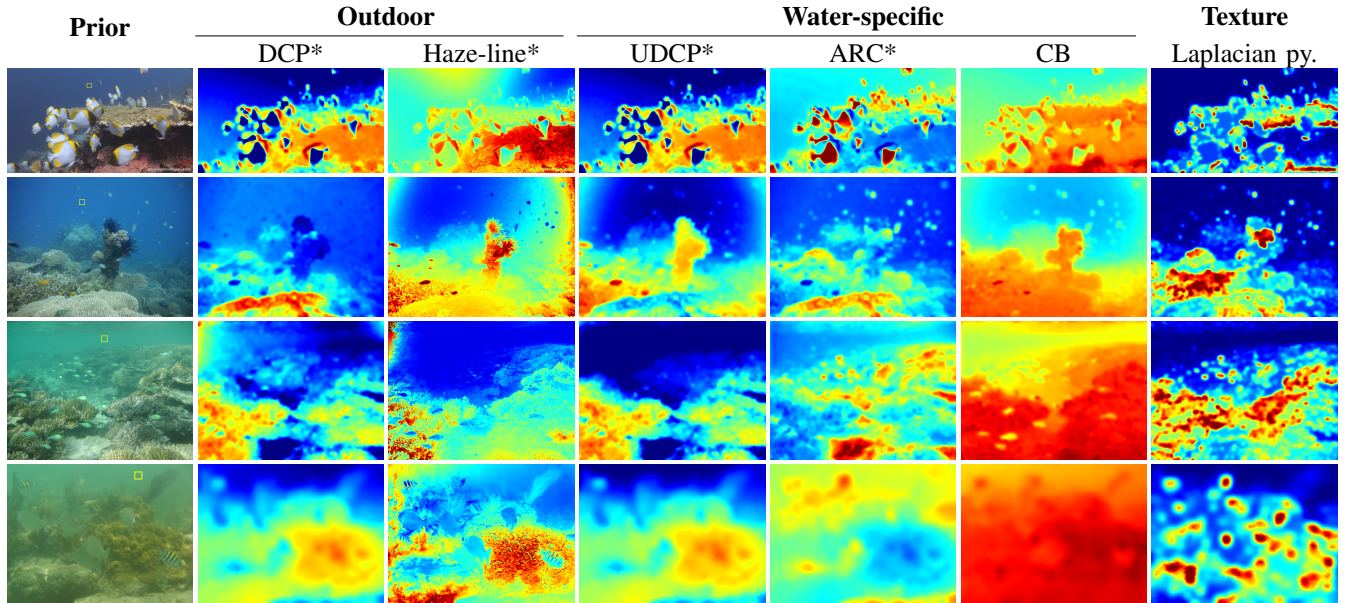 Prior Outdoor Water-specific Texture
DCP* Haze-line* UDCP* ARC* CB Laplacian py.